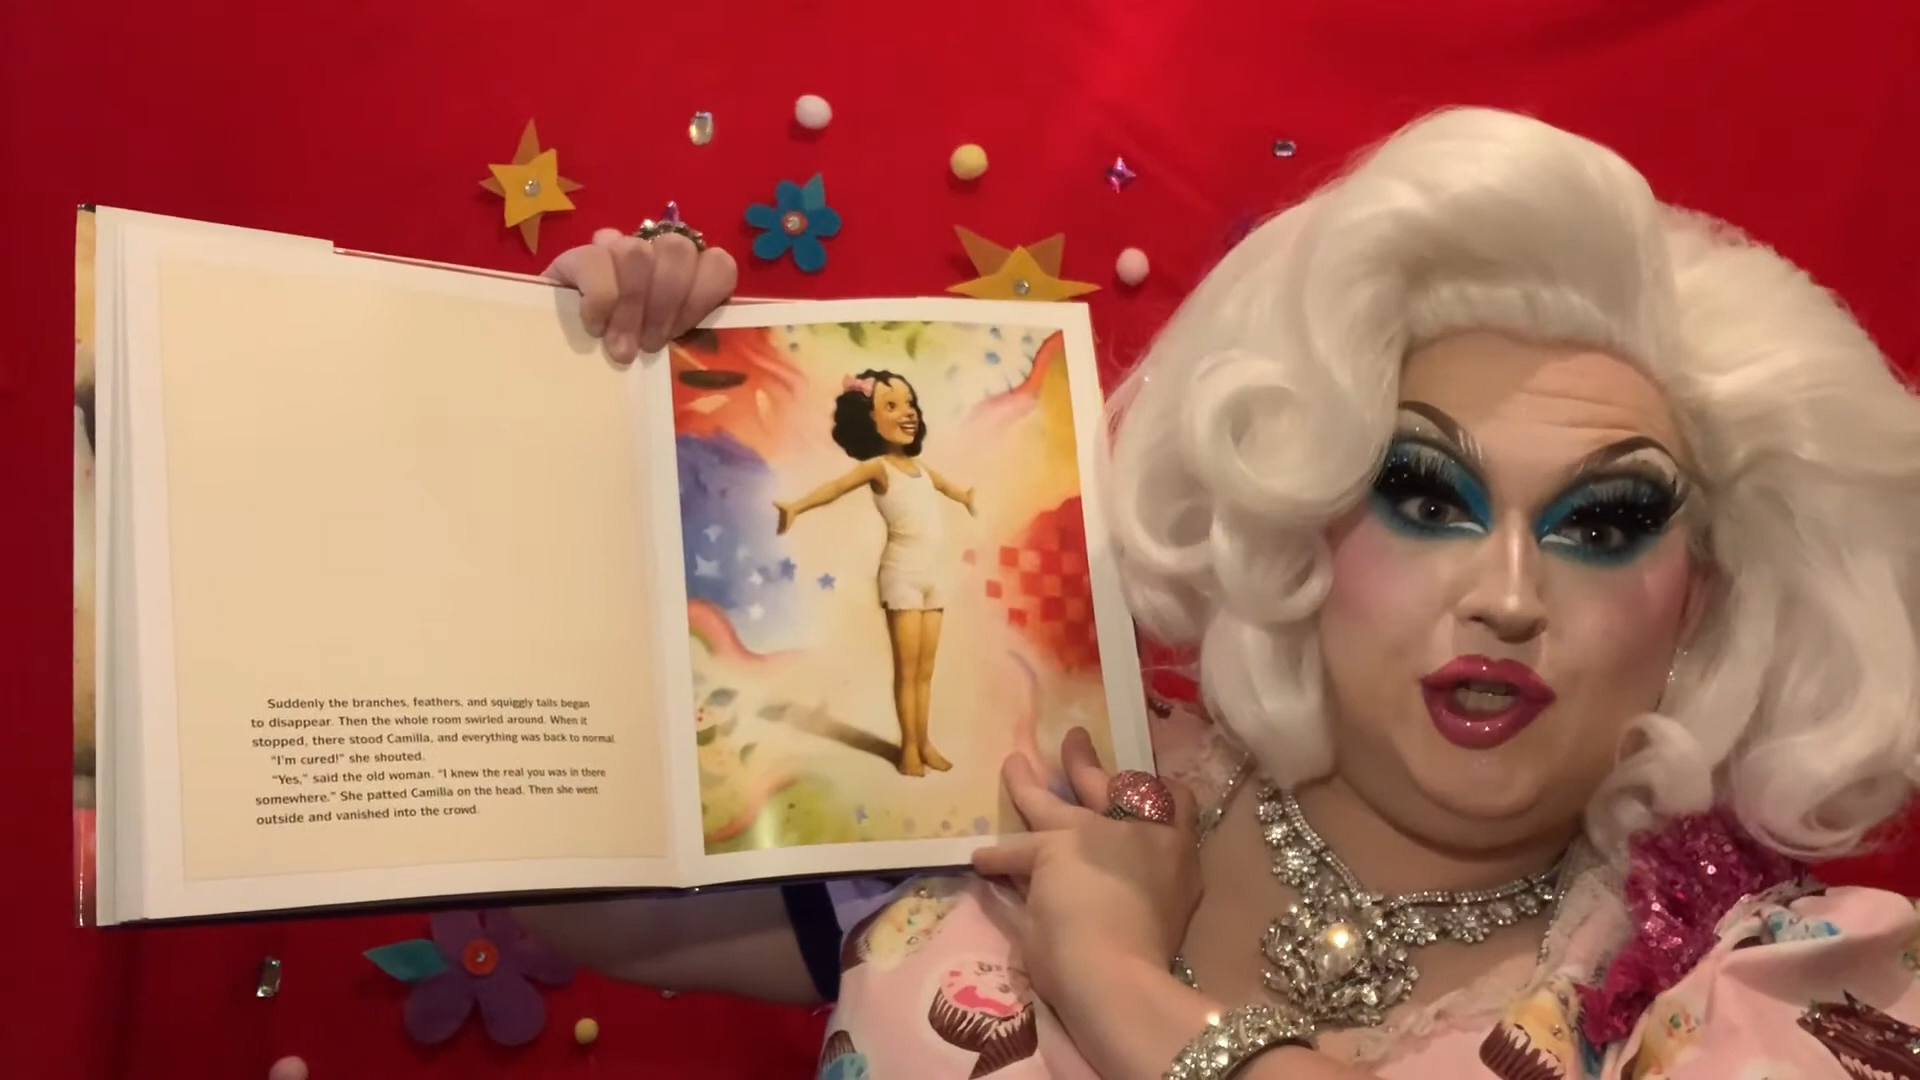 Suddenly the branches, feathers, and squiggly tails began
to disappear. Then the whole room swirled around. When it
stopped, there stood Camilla, and everything was back to normal.
"I'm cured!" she shouted.
"Yes," said the old woman. "I knew the real you was in there
somewhere." She patted Camilla on the head. Then she went
outside and vanished into the crowd.